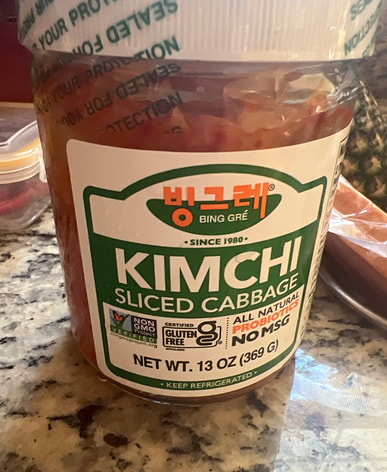 SEALED FOR
YOUR PROTECTION
빙그레®
BING GRÉ
• SINCE 1980 •
KIMCHI
SLICED CABBAGE
NON
GMO
VERIFIED
CERTIFIED
GLUTEN
FREE
ALL NATURAL
PROBIOTICS
NO MSG
NET WT. 13 OZ (369 G)
• KEEP REFRIGERATED •